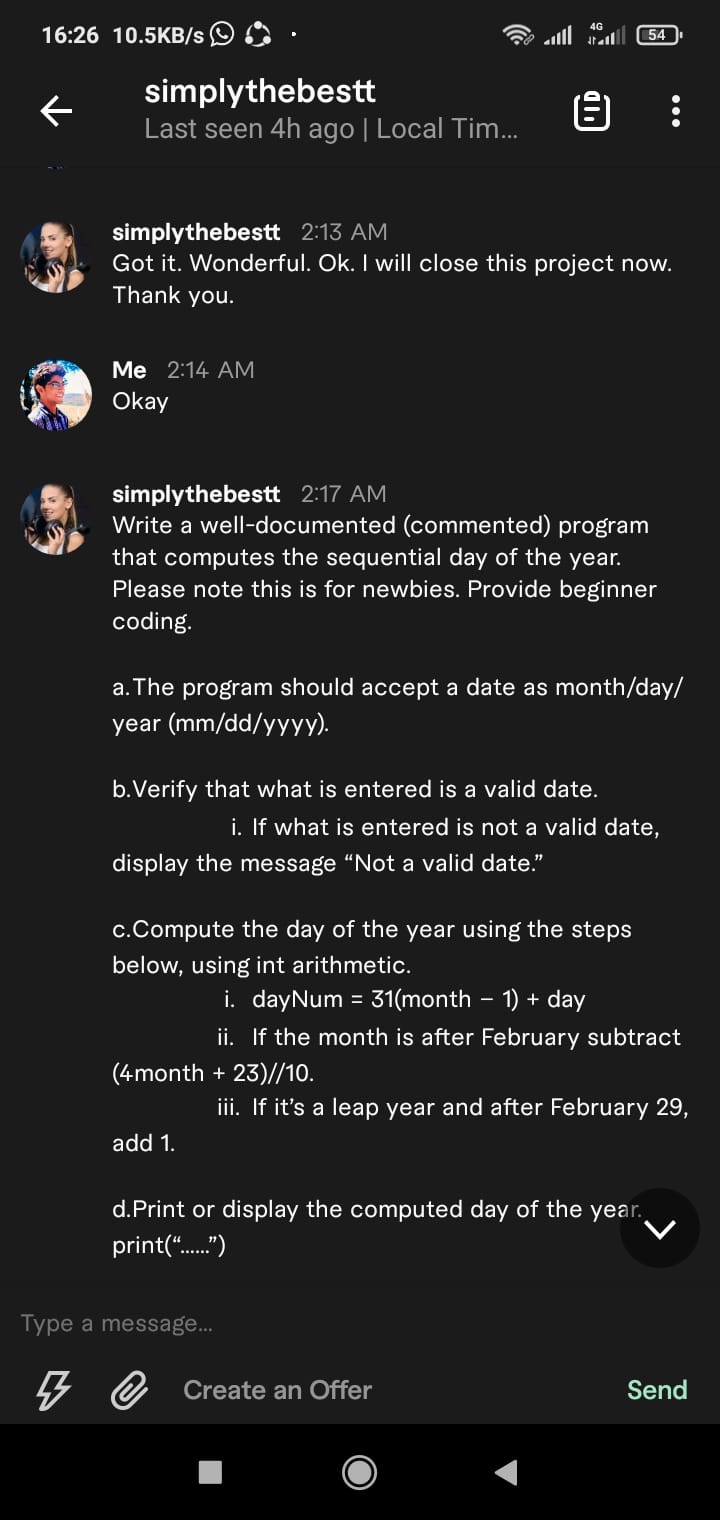 16:26 10.5KB/s 4G 54
simplythebestt
Last seen 4h ago | Local Tim...
simplythebestt 2:13 AM
Got it. Wonderful. Ok. I will close this project now.
Thank you.
Me 2:14 AM
Okay
simplythebestt 2:17 AM
Write a well-documented (commented) program
that computes the sequential day of the year.
Please note this is for newbies. Provide beginner
coding.
a.The program should accept a date as month/day/
year (mm/dd/yyyy).
b.Verify that what is entered is a valid date.
i. If what is entered is not a valid date,
display the message “Not a valid date.”
c.Compute the day of the year using the steps
below, using int arithmetic.
i. dayNum = 31(month – 1) + day
ii. If the month is after February subtract
(4month + 23)//10.
iii. If it’s a leap year and after February 29,
add 1.
d.Print or display the computed day of the year.
print(“......”)
Type a message...
Create an Offer Send